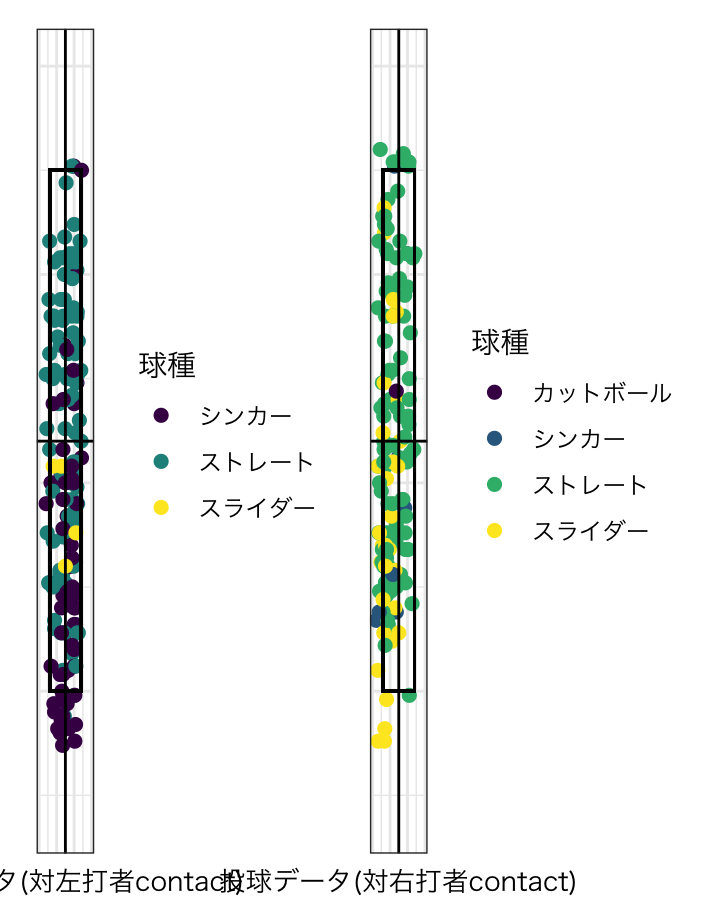 球種
シンカー
ストレート
スライダー
球種
カットボール
シンカー
ストレート
スライダー
タ(対左打者contact)
投球データ(対右打者contact)